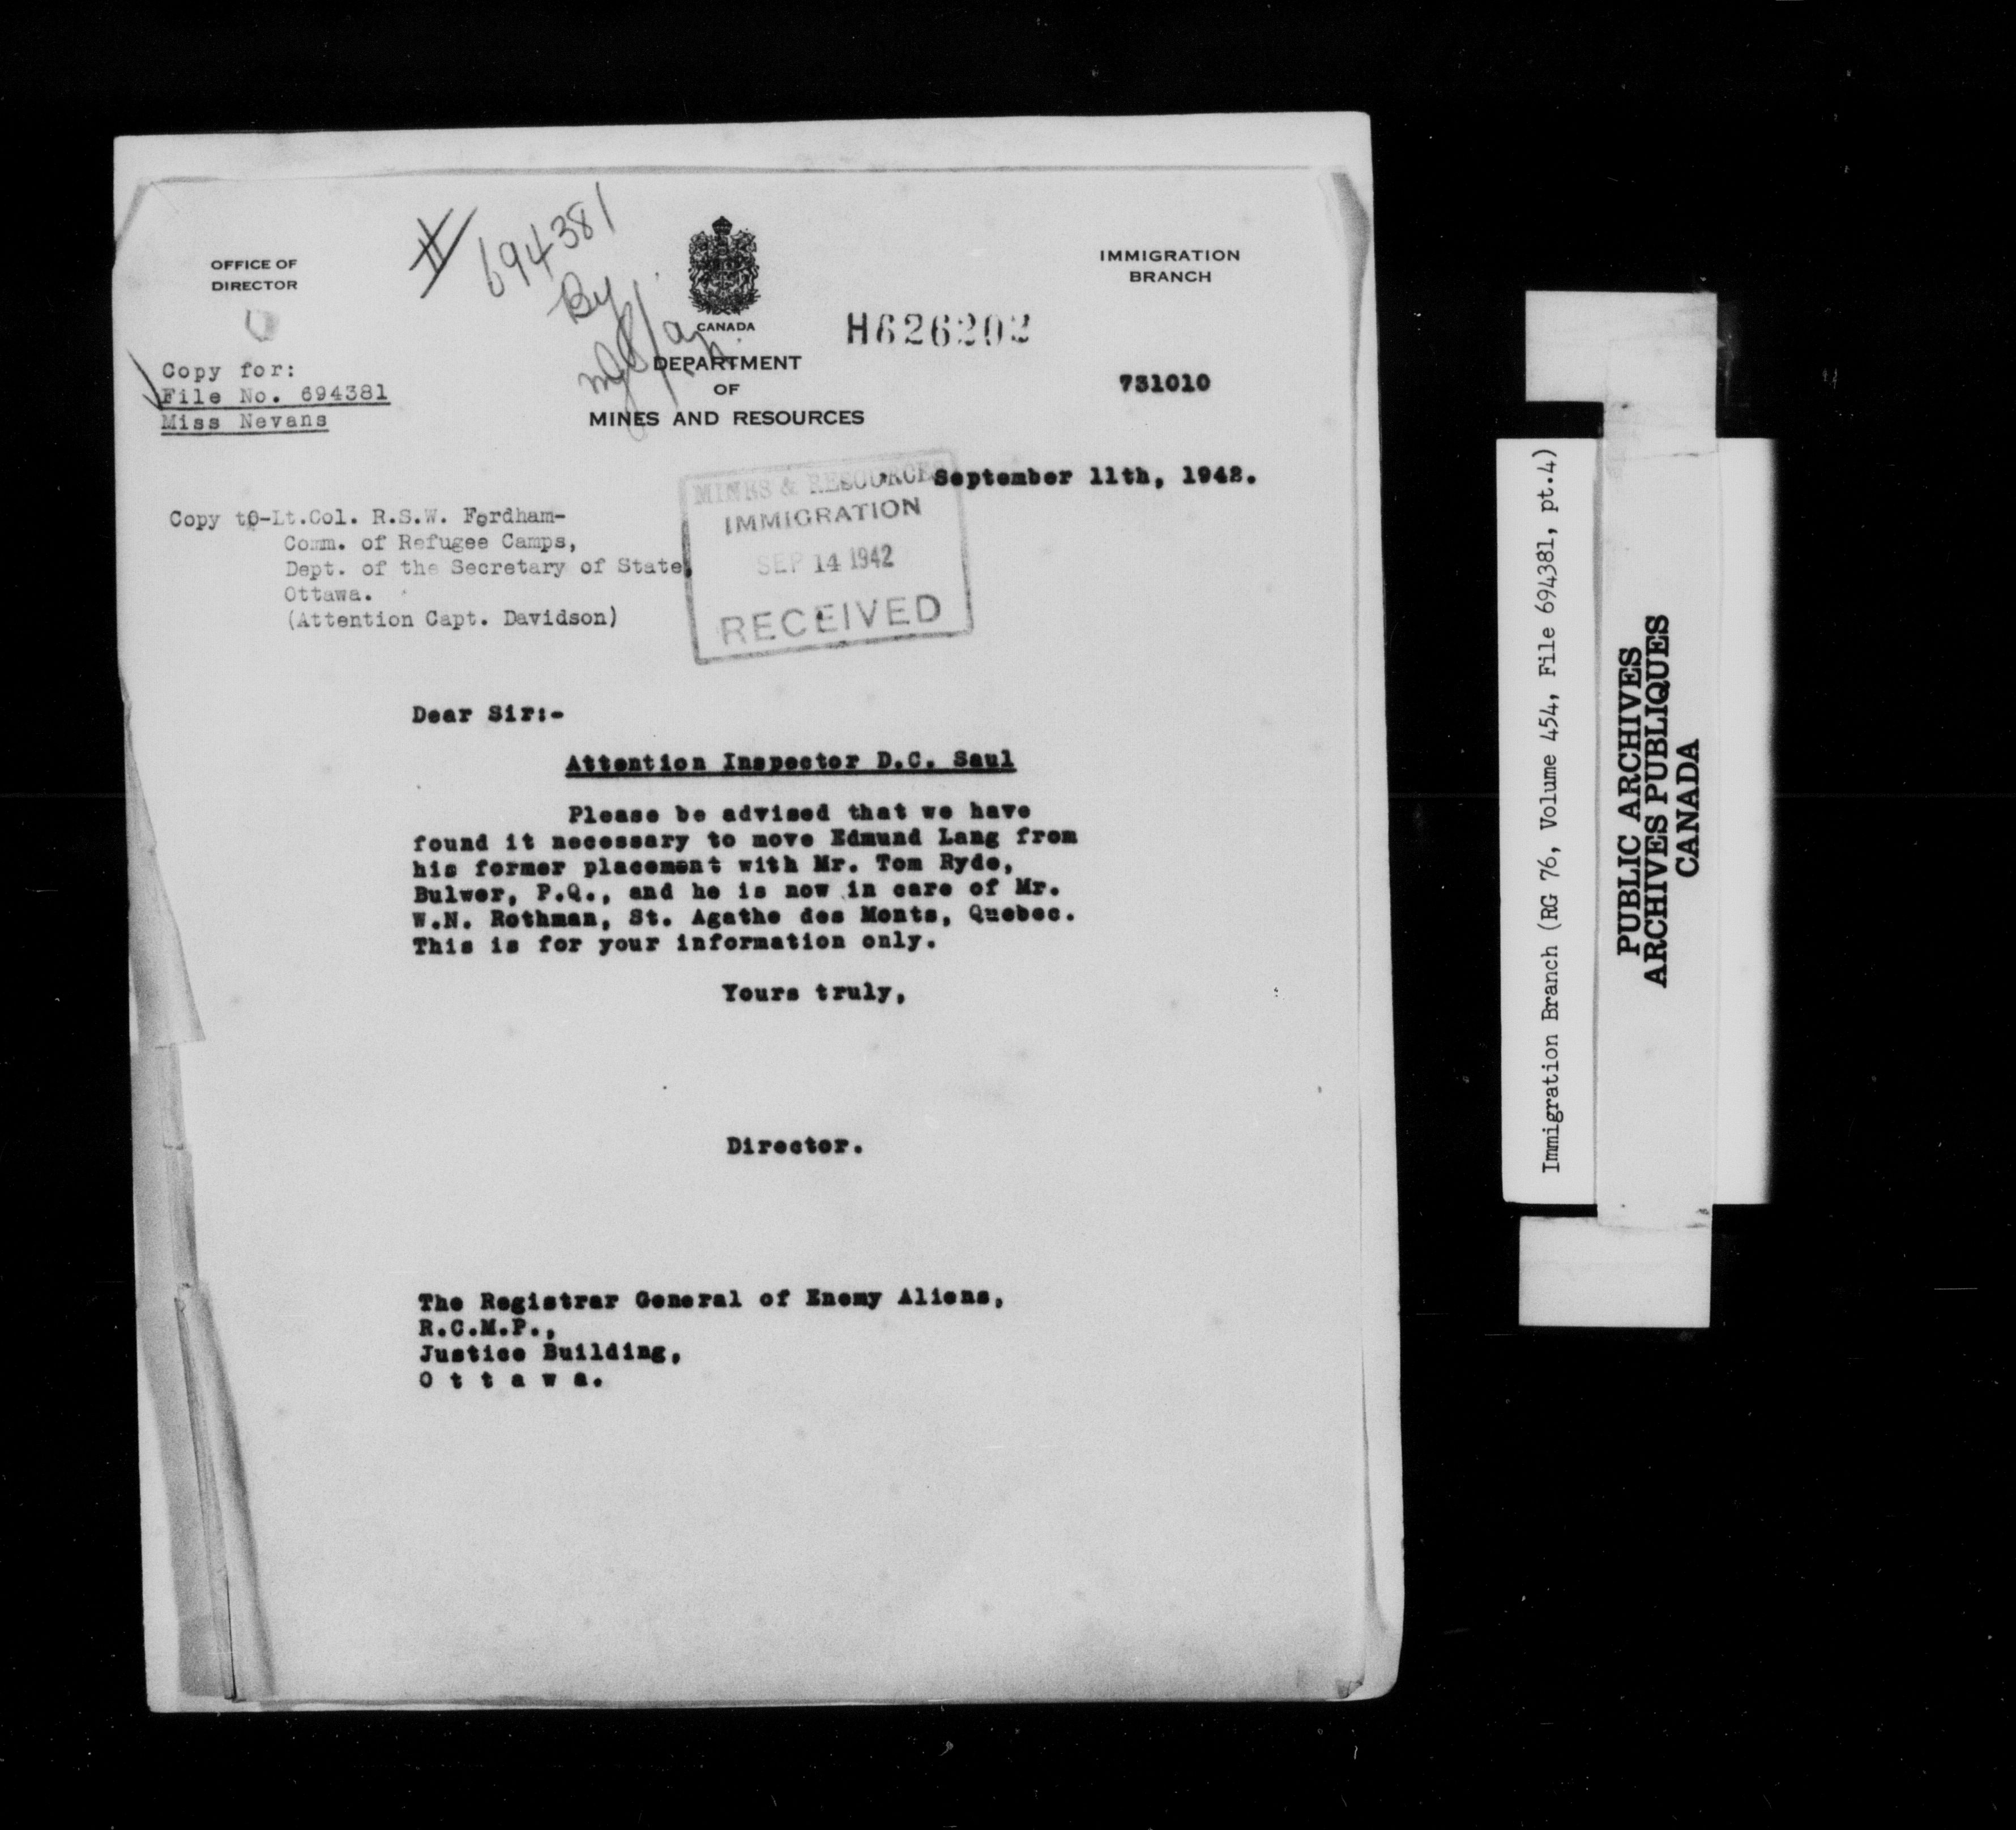 # 694381
By
OFFICE OF
DIRECTOR
CANADA
DEPARTMENT
OF
MINES AND RESOURCES
IMMIGRATION
BRANCH
H626202
731010
Copy for:
File No. 694381
Miss Nevans
September 11th, 1942.
MINES & RESOURCES
IMMIGRATION
SEP 14 1942
RECEIVED
Copy to-Lt.Col. R.S.W. Fordham-
Comm. of Refugee Camps,
Dept. of the Secretary of State,
Ottawa.
(Attention Capt. Davidson)
Dear Sir:-
Attention Inspector D.C. Saul
Please be advised that we have
found it necessary to move Edmund Lang from
his former placement with Mr. Tom Ryde,
Bulwer, P.Q., and he is now in care of Mr.
W.N. Rothman, St. Agathe des Monts, Quebec.
This is for your information only.
Yours truly,
Director.
The Registrar General of Enemy Aliens,
R.C.M.P.,
Justice Building,
O t t a w a.
Immigration Branch (RG 76, Volume 454, File 694381, pt.4)
PUBLIC ARCHIVES
ARCHIVES PUBLIQUES
CANADA